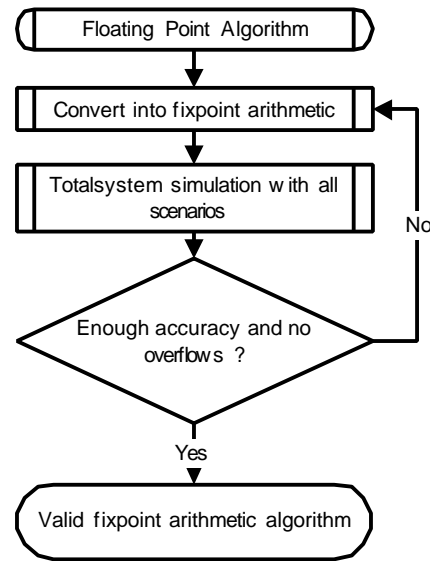 Floating Point Algorithm
Convert into fixpoint arithmetic
Totalsystem simulation with all
scenarios
No
Enough accuracy and no
overflows ?
Yes
Valid fixpoint arithmetic algorithm